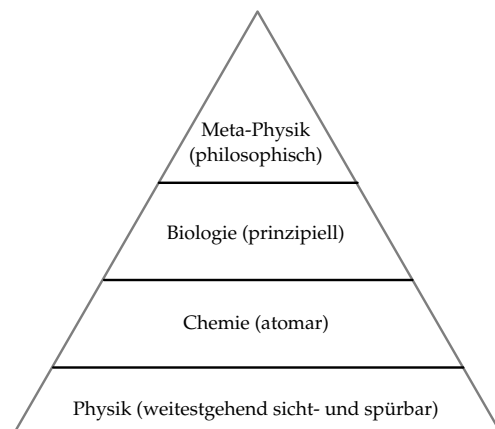 Meta-Physik
(philosophisch)
Biologie (prinzipiell)
Chemie (atomar)
Physik (weitestgehend sicht- und spürbar)